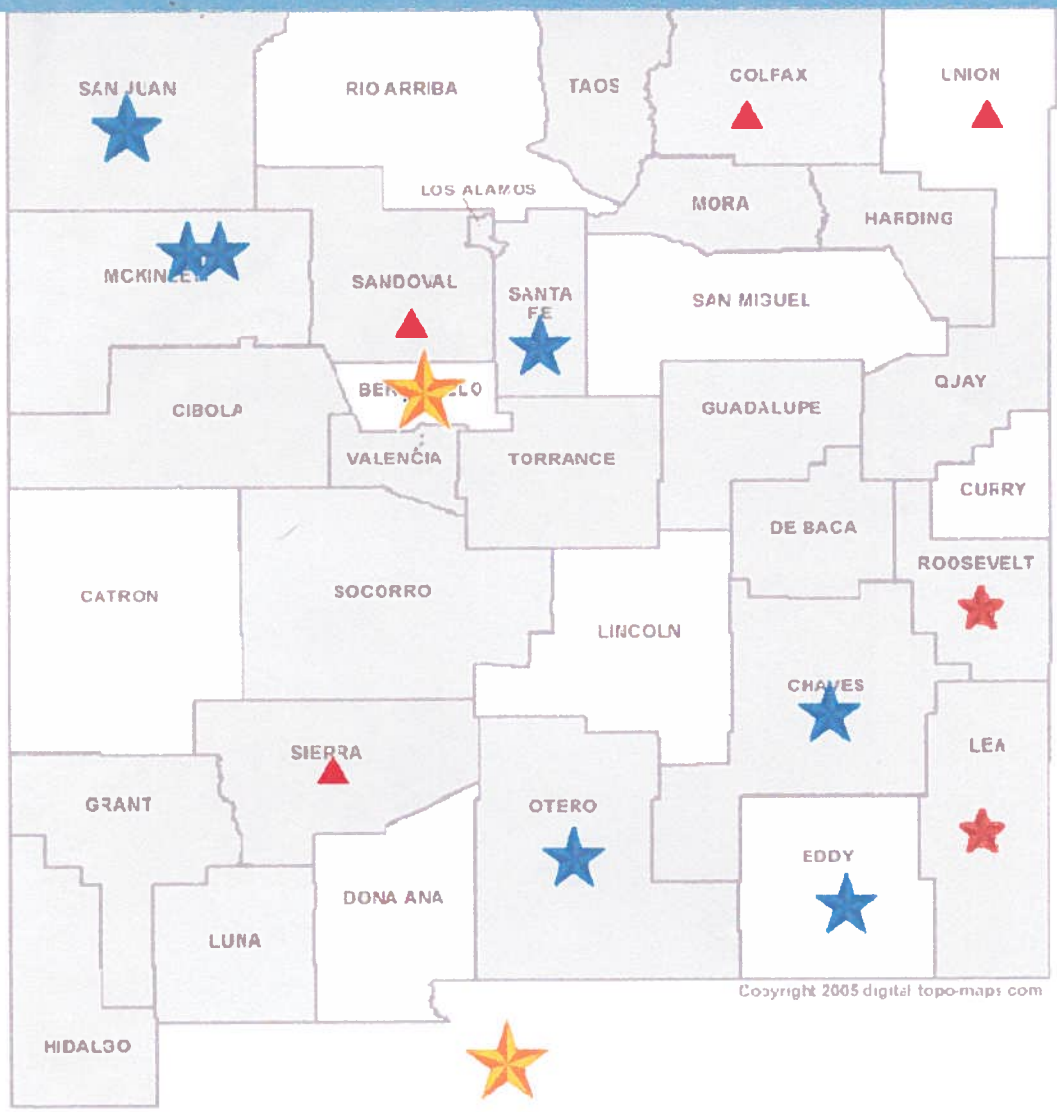 SAN JUAN
RIO ARRIBA
TAOS
COLFAX
UNION
LOS ALAMOS
MORA
HARDING
SANDOVAL
SANTA
FE
SAN MIGUEL
CIBOLA
VALENCIA
TORRANCE
GUADALUPE
QJAY
CURRY
DE BACA
ROOSEVELT
CATRON
SOCORRO
LINCOLN
CHAVES
LEA
SIERRA
GRANT
OTERO
EDDY
DONA ANA
LUNA
HIDALGO
Copyright 2005 digital-topo-maps.com